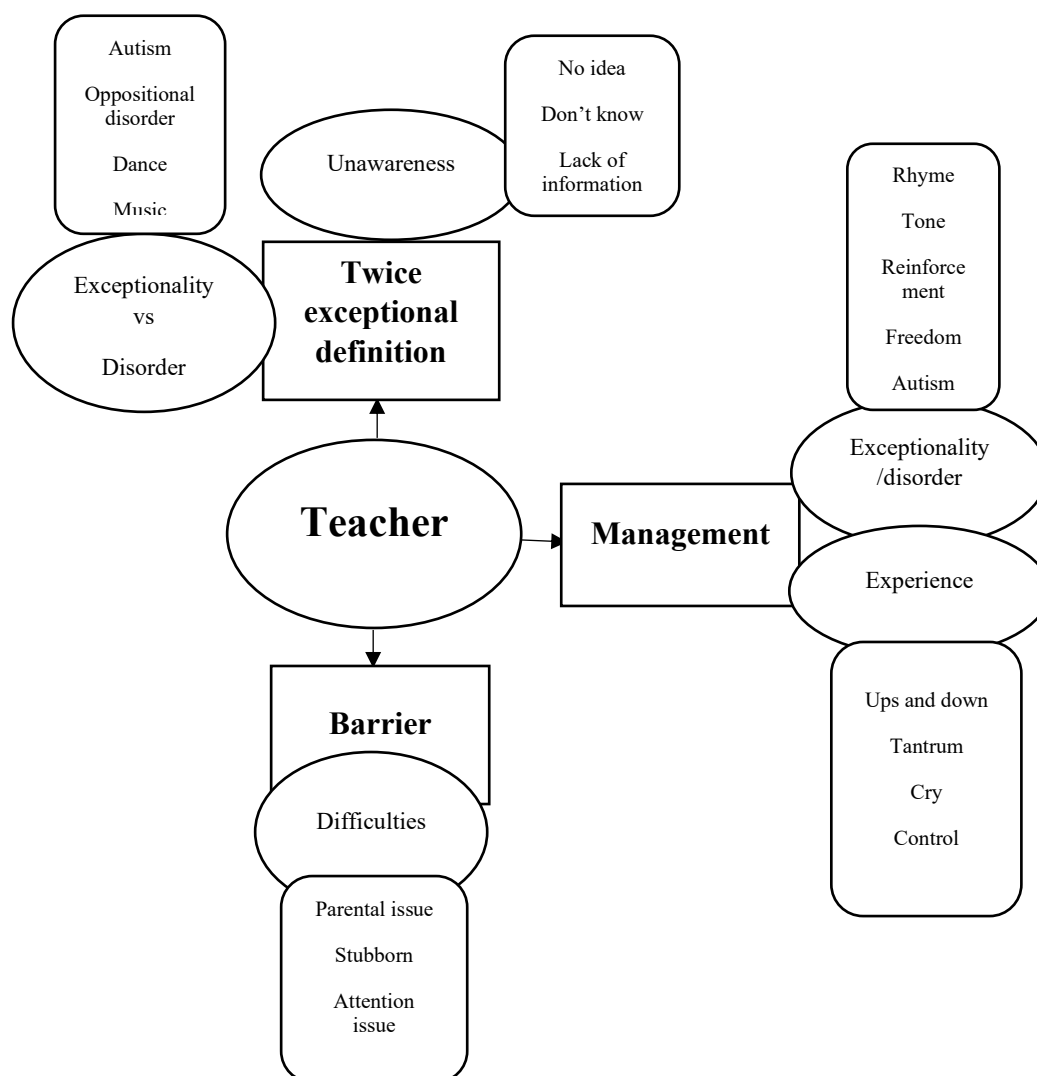 Autism
Oppositional
disorder
Dance
Music
No idea
Don’t know
Lack of
information
Unawareness
Exceptionality
vs
Disorder
Twice
exceptional
definition
Rhyme
Tone
Reinforce
ment
Freedom
Autism
Exceptionality
/disorder
Teacher
Management
Experience
Barrier
Difficulties
Ups and down
Tantrum
Cry
Control
Parental issue
Stubborn
Attention
issue